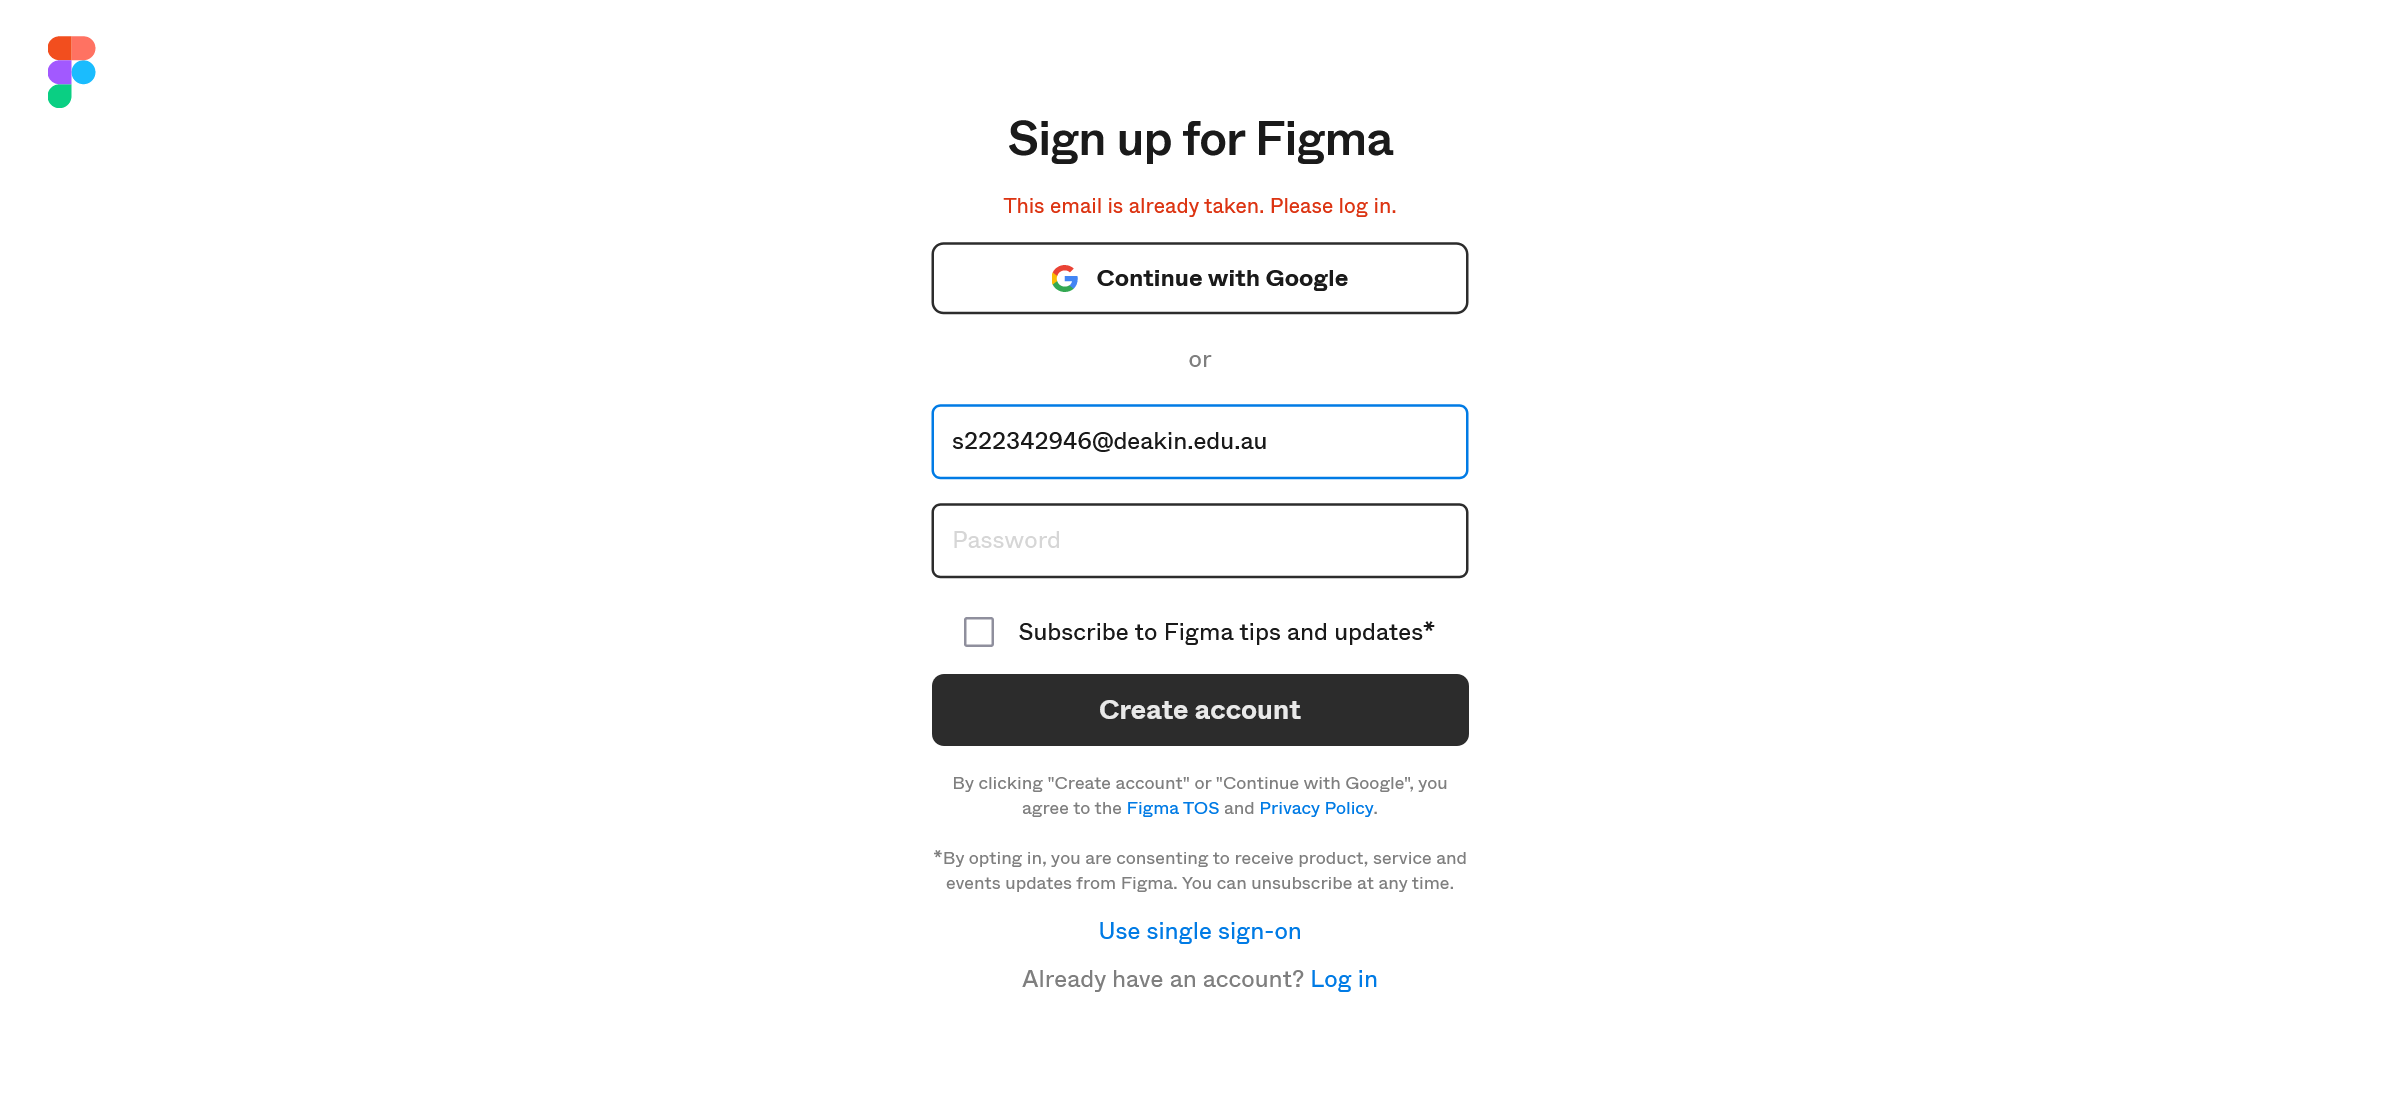 Sign up for Figma
This email is already taken. Please log in.
Continue with Google
or
s222342946@deakin.edu.au
Password
Subscribe to Figma tips and updates*
Create account
By clicking "Create account" or "Continue with Google", you
agree to the Figma TOS and Privacy Policy.
*By opting in, you are consenting to receive product, service and
events updates from Figma. You can unsubscribe at any time.
Use single sign-on
Already have an account? Log in